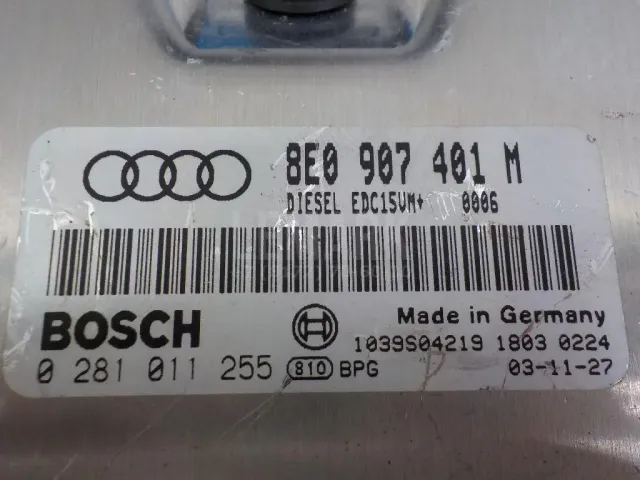 8E0 907 401 M
DIESEL EDC15VM+ 0006
BOSCH
Made in Germany
1039S04219 1803 0224
0 281 011 255 810 BPG 03-11-27